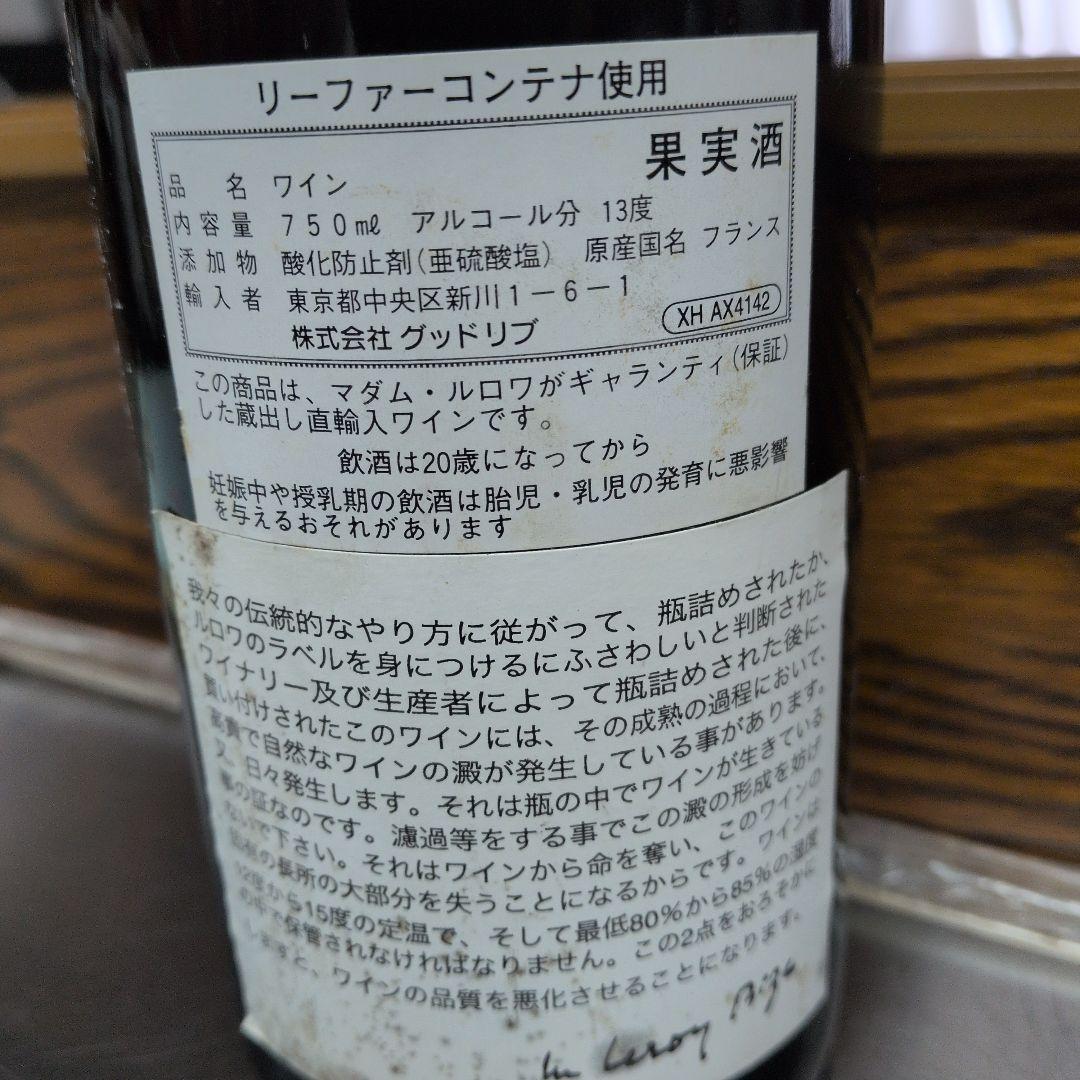 リーファーコンテナ使用
果実酒
品名 ワイン
内容量 750㎖ アルコール分 13度
添加物 酸化防止剤(亜硫酸塩) 原産国名 フランス
輸入者 東京都中央区新川1-6-1
株式会社 グッドリブ
XH AX4142
この商品は、マダム・ルロワがギャランティ(保証)
した蔵出し直輸入ワインです。
飲酒は20歳になってから
妊娠中や授乳期の飲酒は胎児・乳児の発育に悪影響
を与えるおそれがあります
我々の伝統的なやり方に従がって、瓶詰めされたか、
ルロワのラベルを身につけるにふさわしいと判断された
ワイナリー及び生産者によって瓶詰めされた後に、
買い付けされたこのワインには、その成熟の過程において、
高貴で自然なワインの澱が発生している事があります。
又、日々発生します。それは瓶の中でワインが生きている
事の証なのです。濾過等をする事でこの澱の形成を妨げ
ないで下さい。それはワインから命を奪い、このワインの
の長所の大部分を失うことになるからです。ワインは
12度から15度の定温で、そして最低80%から85%の湿度
の中で保管されなければなりません。この2点をおろそかに
しますと、ワインの品質を悪化させることになります。
Leroy